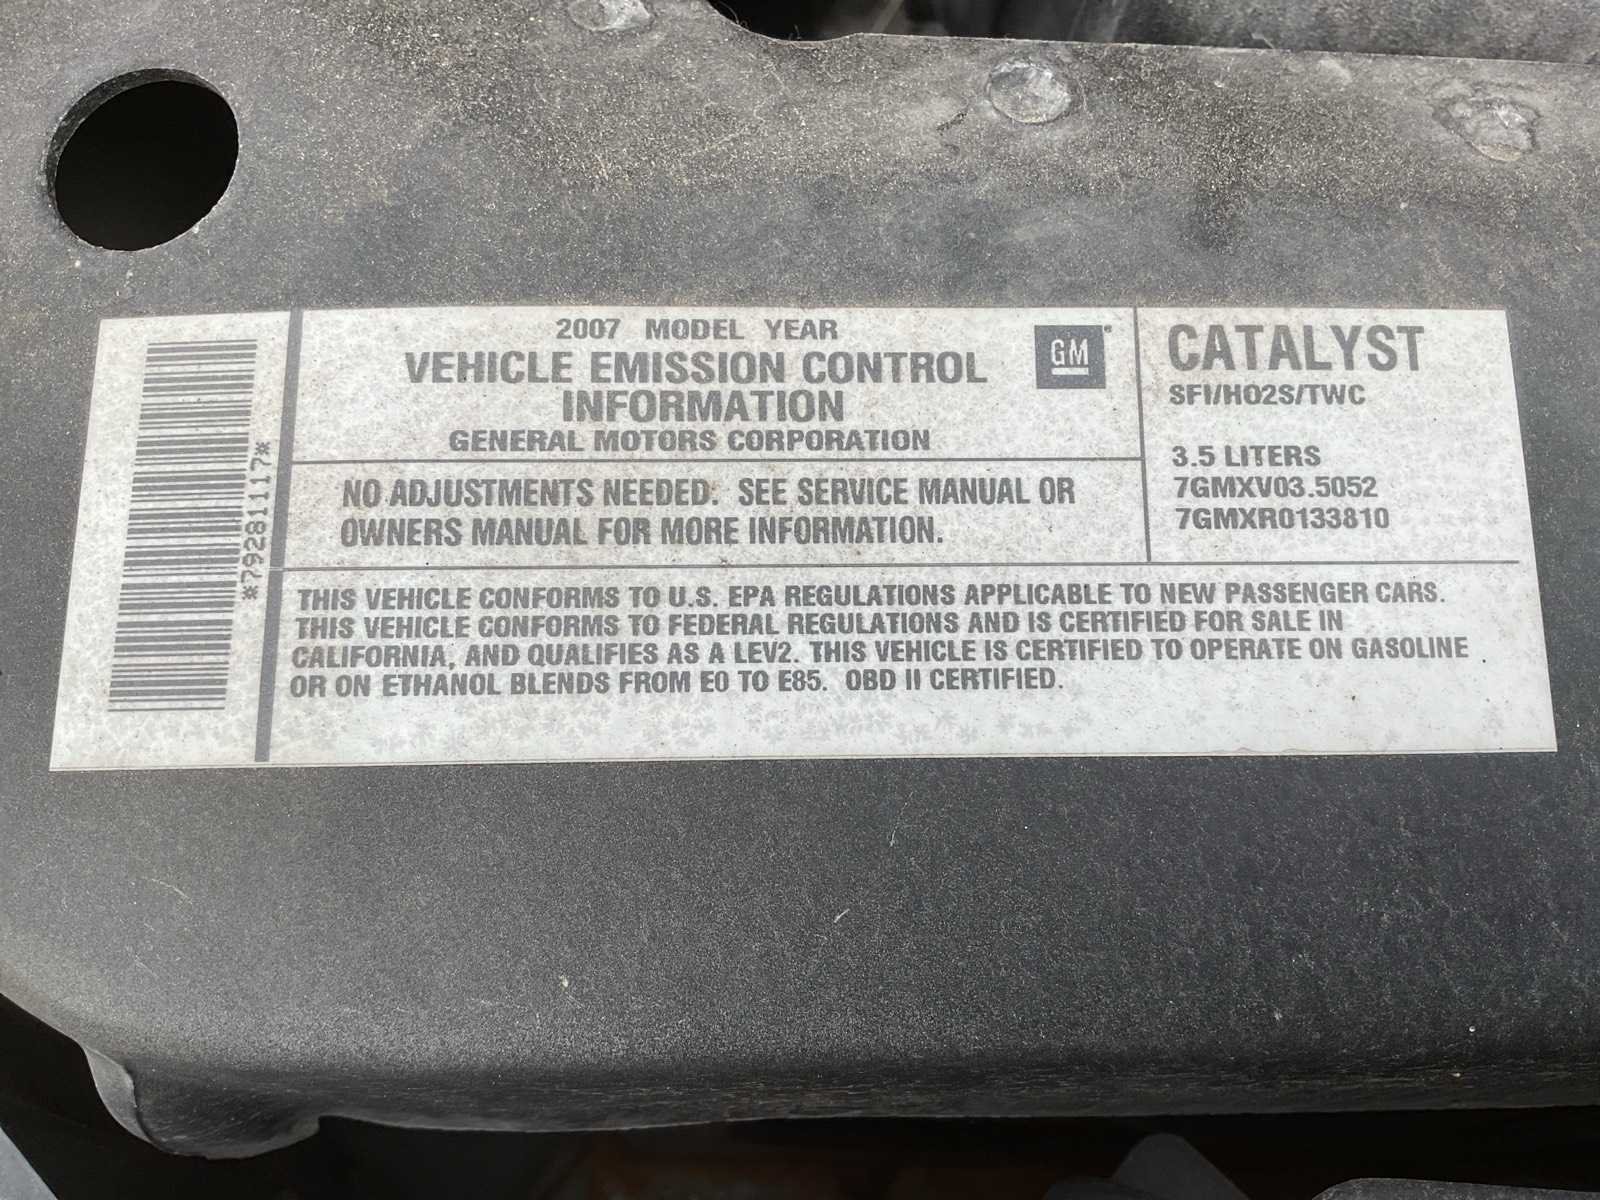 *79281117*
2007 MODEL YEAR
VEHICLE EMISSION CONTROL
INFORMATION
GENERAL MOTORS CORPORATION
GM®
NO ADJUSTMENTS NEEDED. SEE SERVICE MANUAL OR
OWNERS MANUAL FOR MORE INFORMATION.
CATALYST
SFI/HO2S/TWC
3.5 LITERS
7GMXV03.5052
7GMXR0133810
THIS VEHICLE CONFORMS TO U.S. EPA REGULATIONS APPLICABLE TO NEW PASSENGER CARS.
THIS VEHICLE CONFORMS TO FEDERAL REGULATIONS AND IS CERTIFIED FOR SALE IN
CALIFORNIA, AND QUALIFIES AS A LEV2. THIS VEHICLE IS CERTIFIED TO OPERATE ON GASOLINE
OR ON ETHANOL BLENDS FROM E0 TO E85. OBD II CERTIFIED.